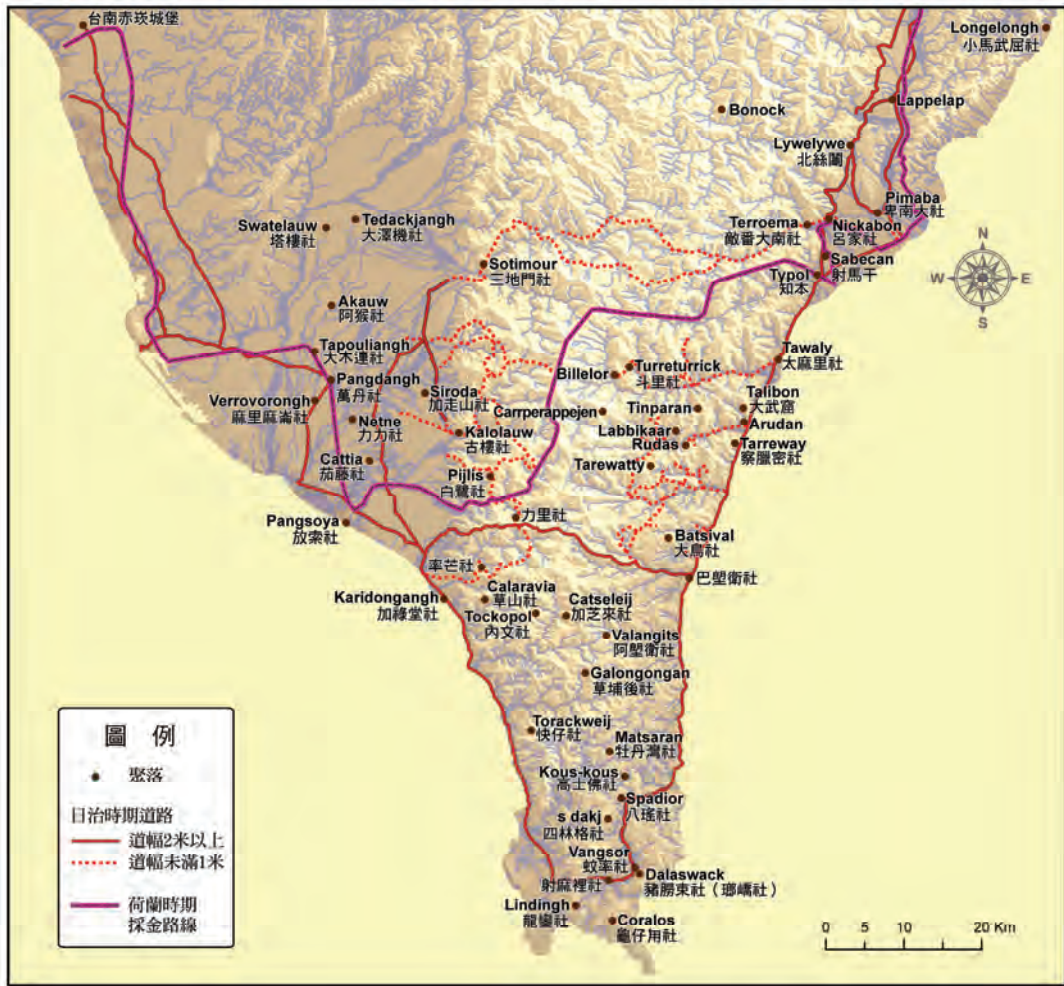 台南赤崁城堡
Longelongh
小馬武屈社
Bonock
Lappelap
Lywelywe
北絲鬮
Pimaba
卑南大社
Swatelauw
塔樓社
Tedackjangh
大澤機社
Terroema
敵番大南社
Nickabon
呂家社
Sabecan
射馬干
Sotimour
三地門社
Typol
知本
N
W
E
S
Akauw
阿猴社
Tapouliangh
大木連社
Tawaly
太麻里社
Turreturrick
斗里社
Billelor
Pangdangh
萬丹社
Siroda
加走山社
Verrovorongh
麻里麻崙社
Netne
力力社
Carrperappejen
Tinparan
Talibon
大武窟
Arudan
Labbikaar
Rudas
Kalolauw
古樓社
Tarreway
察臘密社
Cattia
茄藤社
Pijlis
白鷺社
Tarewatty
Pangsoya
放索社
力里社
Batsival
大鳥社
率芒社
巴塱衛社
Karidongangh
加祿堂社
Calaravia
草山社
Tockopol
內文社
Catseleij
加芝來社
Valangits
阿塱衛社
Galongongan
草埔後社
Torackweij
快仔社
Matsaran
牡丹灣社
Kous-kous
高士佛社
Spadior
八瑤社
s dakj
四林格社
Vangsor
蚊率社
Dalaswack
豬朥束社（瑯嶠社）
射麻裡社
Lindingh
龍鑾社
Coralos
龜仔甪社
圖 例
聚落
日治時期道路
道幅2米以上
道幅未滿1米
荷蘭時期
採金路線
0 5 10 20 Km